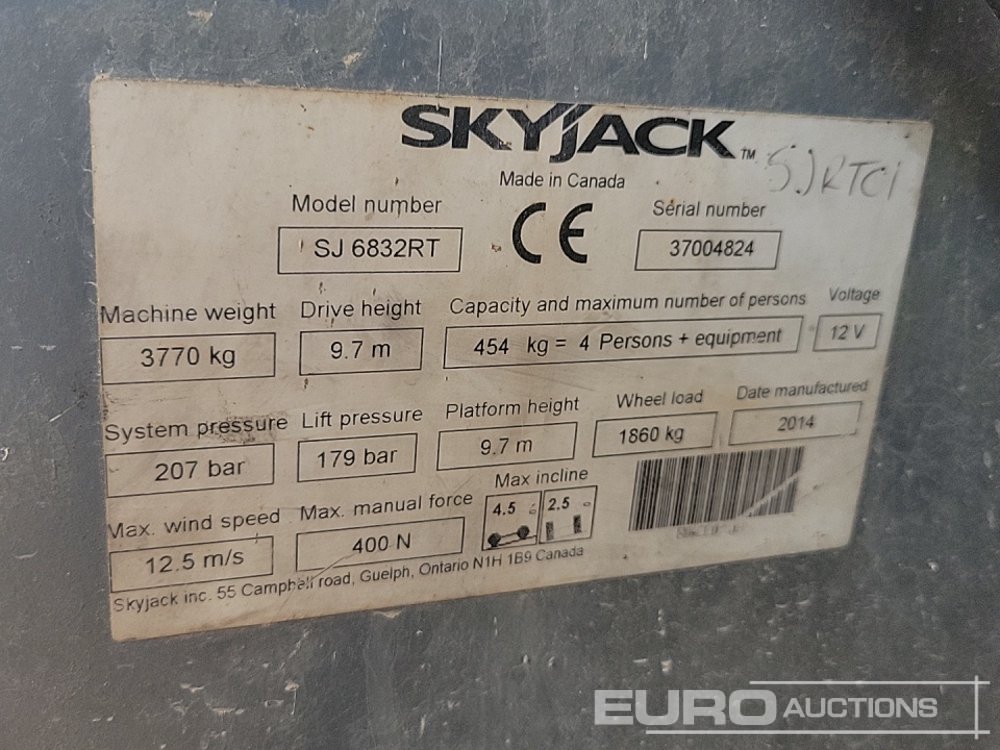 SKYJACK™
Made in Canada
SJRTC1
Model number
SJ 6832RT
CE
Serial number
37004824
Machine weight
3770 kg
Drive height
9.7 m
Capacity and maximum number of persons
454 kg = 4 Persons + equipment
Voltage
12 V
System pressure
207 bar
Lift pressure
179 bar
Platform height
9.7 m
Wheel load
1860 kg
Date manufactured
2014
Max. wind speed
12.5 m/s
Max. manual force
400 N
Max incline
4.5 2.5
Skyjack inc. 55 Campbell road, Guelph, Ontario N1H 1B9 Canada
EURO AUCTIONS